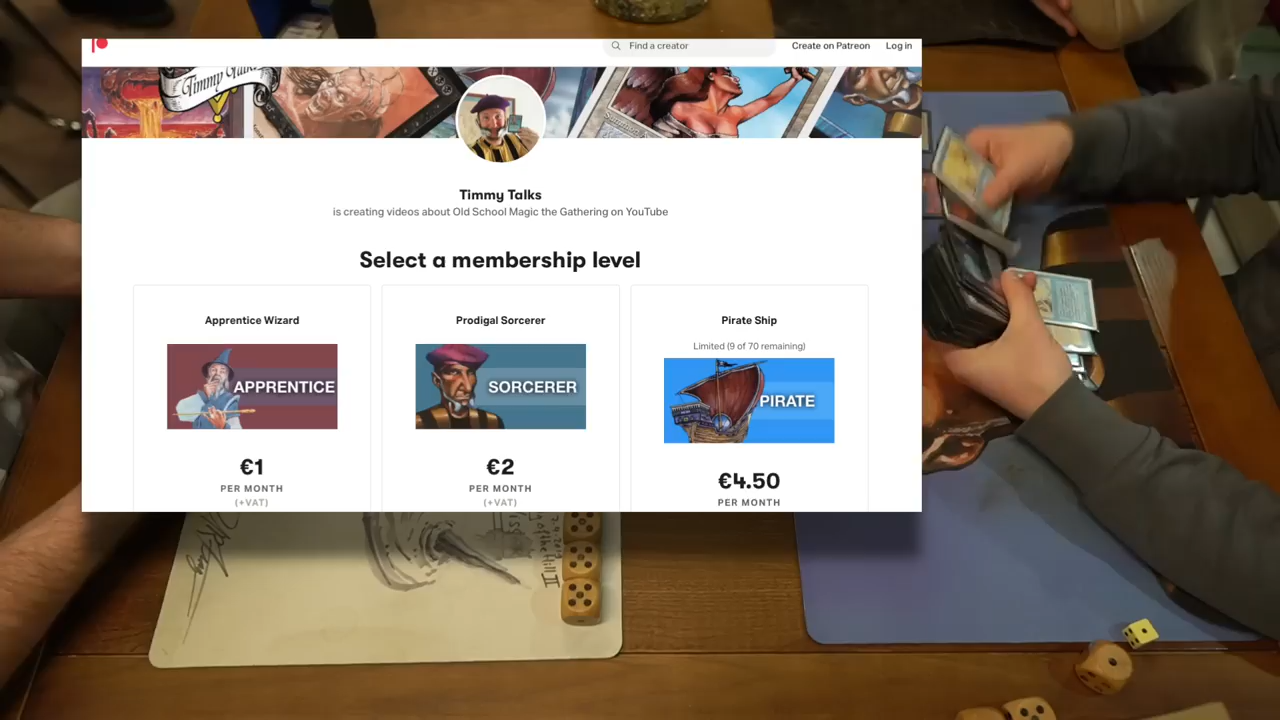 Find a creator
Create on Patreon
Log in
Timmy Talks
Timmy Talks
is creating videos about Old School Magic the Gathering on YouTube
Select a membership level
Apprentice Wizard
Prodigal Sorcerer
Pirate Ship
Limited (9 of 70 remaining)
APPRENTICE
SORCERER
PIRATE
€1
PER MONTH
(+VAT)
€2
PER MONTH
(+VAT)
€4.50
PER MONTH